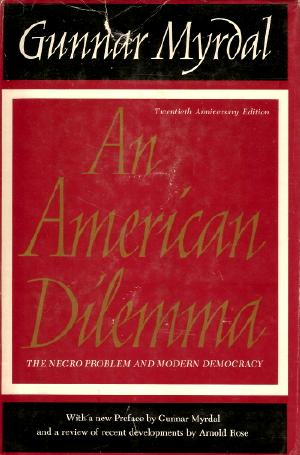 Gunnar Myrdal
Twentieth Anniversary Edition
An
American
Dilemma
THE NEGRO PROBLEM AND MODERN DEMOCRACY
With a new Preface by Gunnar Myrdal
and a review of recent developments by Arnold Rose